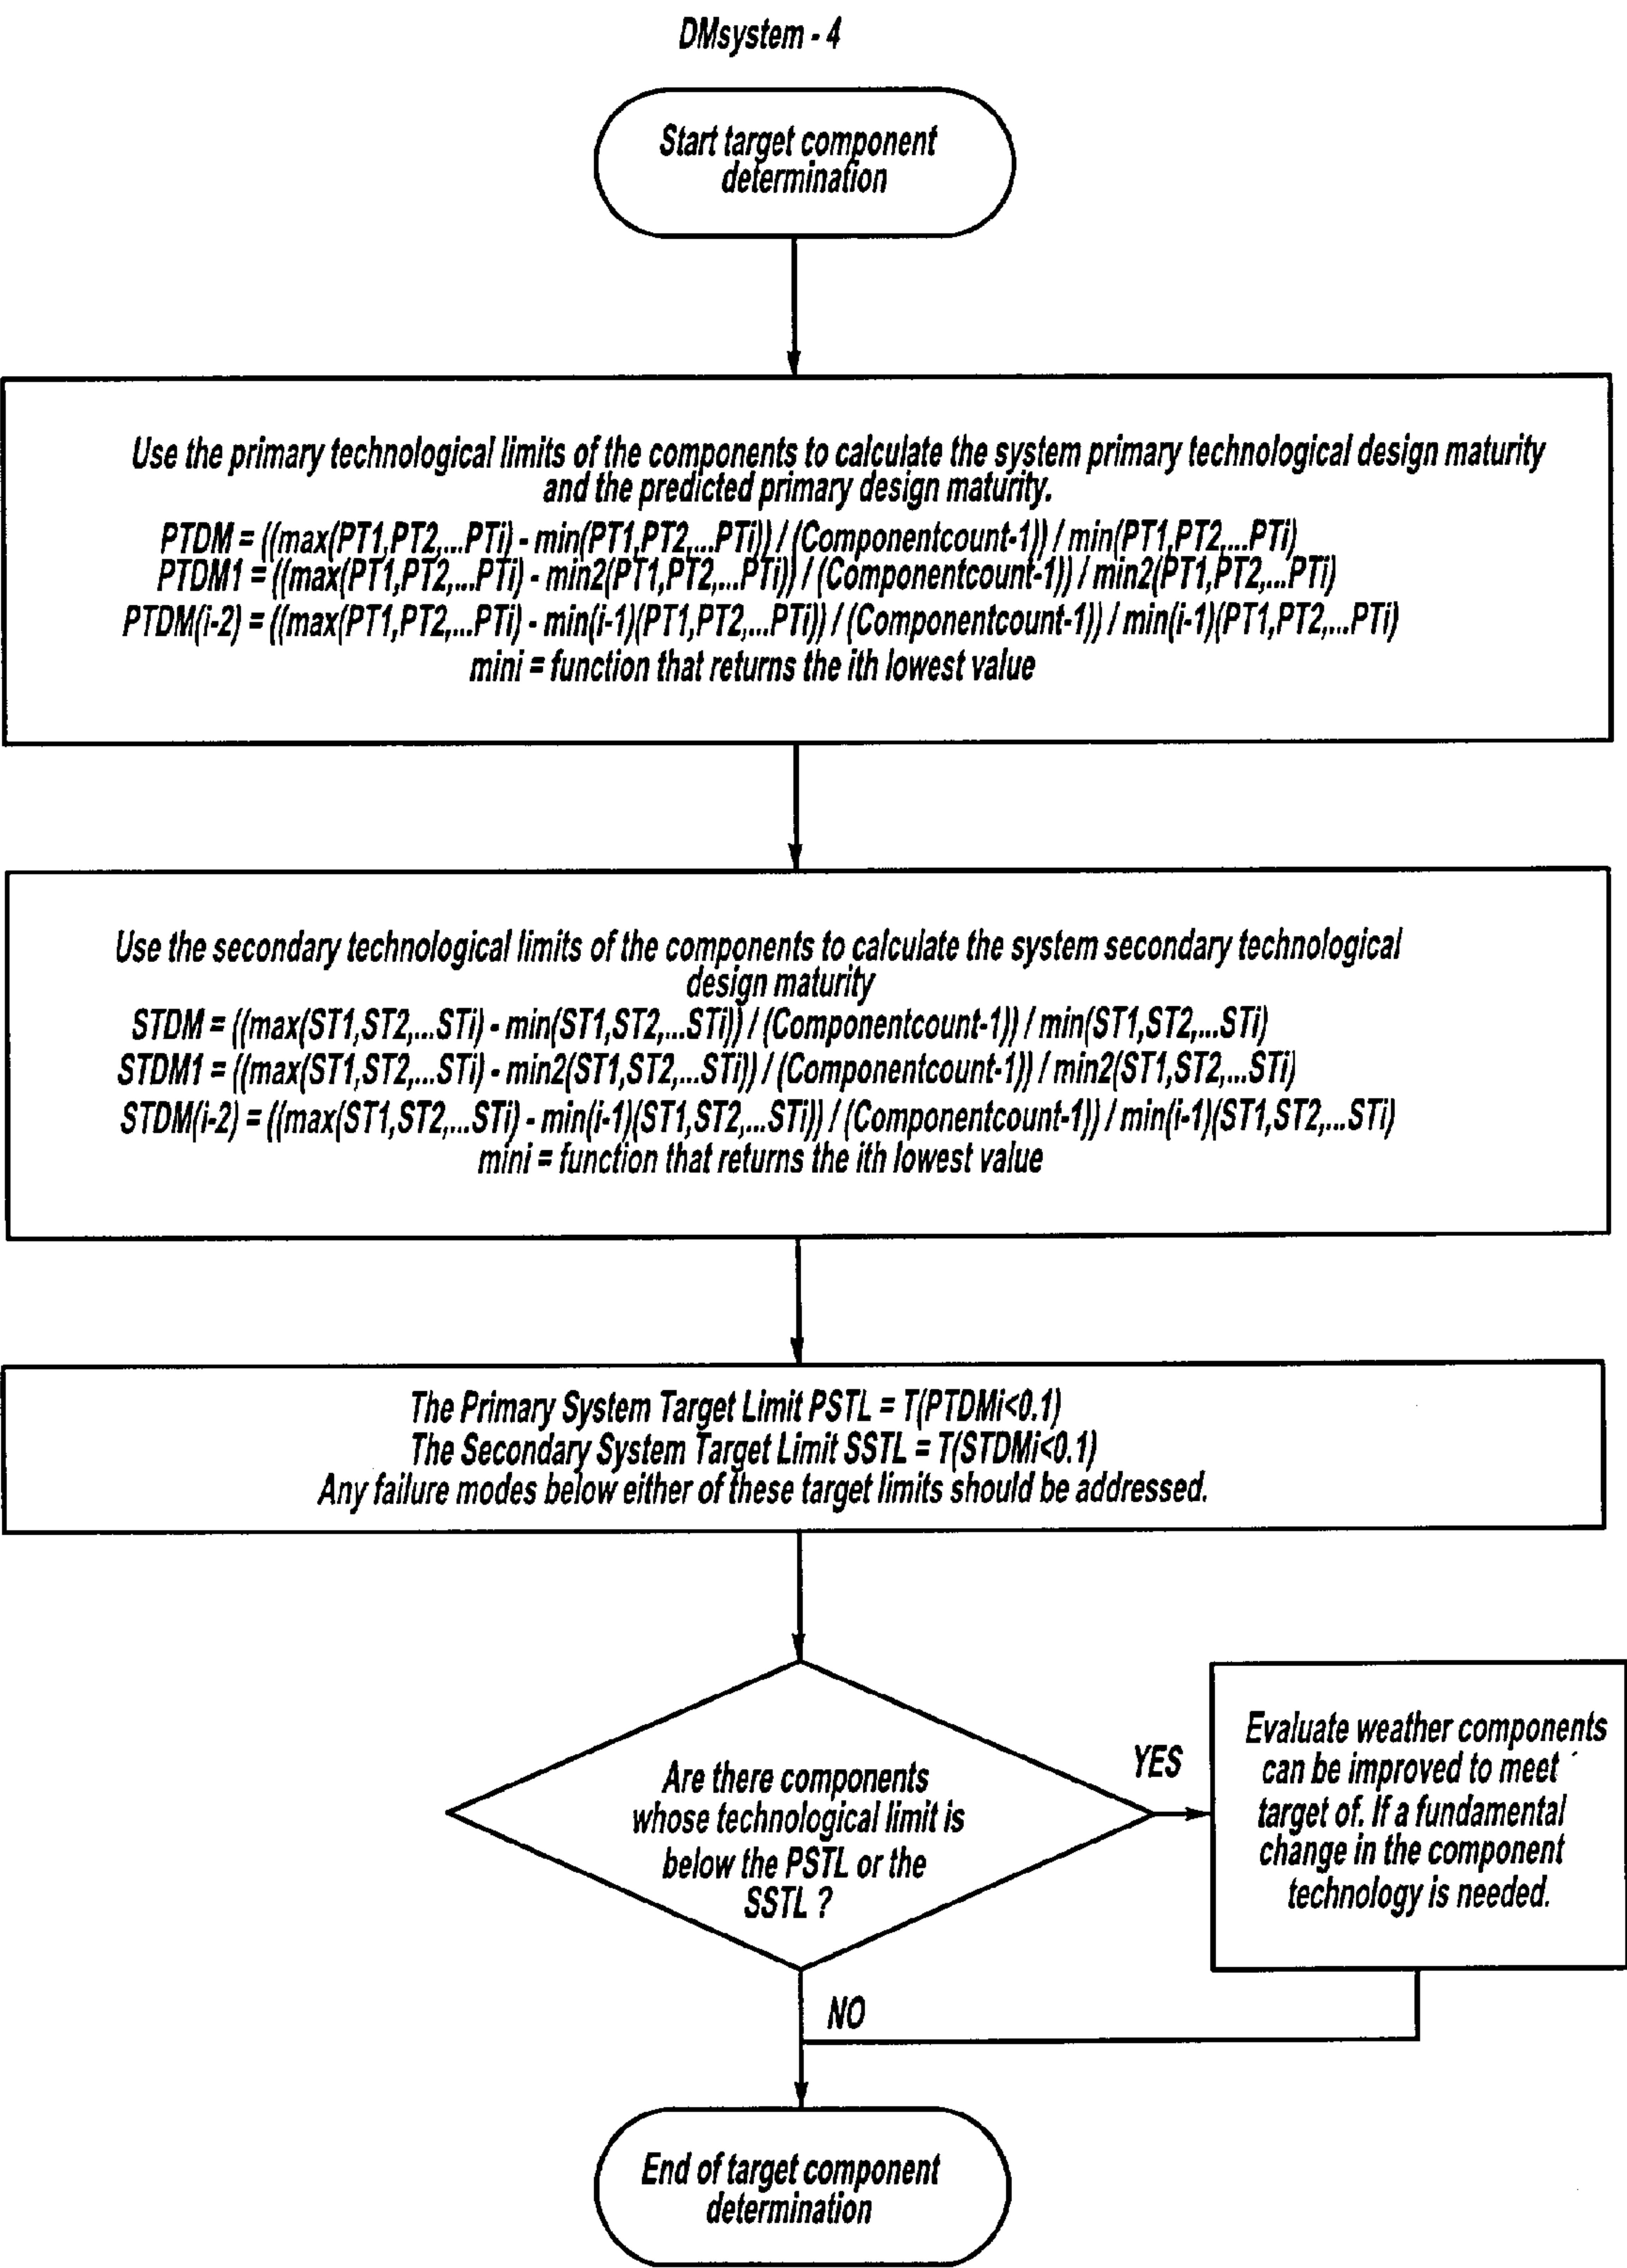 DMsystem - 4
Start target component
determination
Use the primary technological limits of the components to calculate the system primary technological design maturity
and the predicted primary design maturity.
PTDM = ((max(PT1,PT2,...PTi) - min(PT1,PT2,...PTi)) / (Componentcount-1)) / min(PT1,PT2,...PTi)
PTDM1 = ((max(PT1,PT2,...PTi) - min2(PT1,PT2,...PTi)) / (Componentcount-1)) / min2(PT1,PT2,...PTi)
PTDM(i-2) = ((max(PT1,PT2,...PTi) - min(i-1)(PT1,PT2,...PTi)) / (Componentcount-1)) / min(i-1)(PT1,PT2,...PTi)
mini = function that returns the ith lowest value
Use the secondary technological limits of the components to calculate the system secondary technological
design maturity
STDM = ((max(ST1,ST2,...STi) - min(ST1,ST2,...STi)) / (Componentcount-1)) / min(ST1,ST2,...STi)
STDM1 = ((max(ST1,ST2,...STi) - min2(ST1,ST2,...STi)) / (Componentcount-1)) / min2(ST1,ST2,...STi)
STDM(i-2) = ((max(ST1,ST2,...STi) - min(i-1)(ST1,ST2,...STi)) / (Componentcount-1)) / min(i-1)(ST1,ST2,...STi)
mini = function that returns the ith lowest value
The Primary System Target Limit PSTL = T(PTDMi<0.1)
The Secondary System Target Limit SSTL = T(STDMi<0.1)
Any failure modes below either of these target limits should be addressed.
Are there components
whose technological limit is
below the PSTL or the
SSTL ?
YES
Evaluate weather components
can be improved to meet
target of. If a fundamental
change in the component
technology is needed.
NO
End of target component
determination